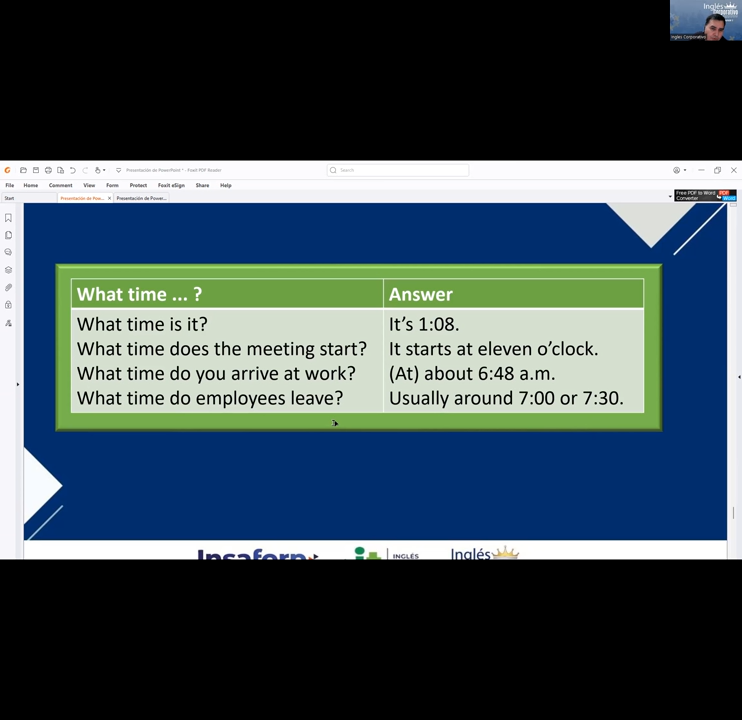 Inglés
Corporativo
Ingles Corporativo
Presentación de PowerPoint * - Foxit PDF Reader
Search
File Home Comment View Form Protect Foxit eSign Share Help
Start
Presentación de Pow...
Presentación de Power...
Free PDF to Word
Converter
PDF
Word
What time ... ? Answer
What time is it? It's 1:08.
What time does the meeting start? It starts at eleven o'clock.
What time do you arrive at work? (At) about 6:48 a.m.
What time do employees leave? Usually around 7:00 or 7:30.
Insaforp
INGLÉS
Inglés